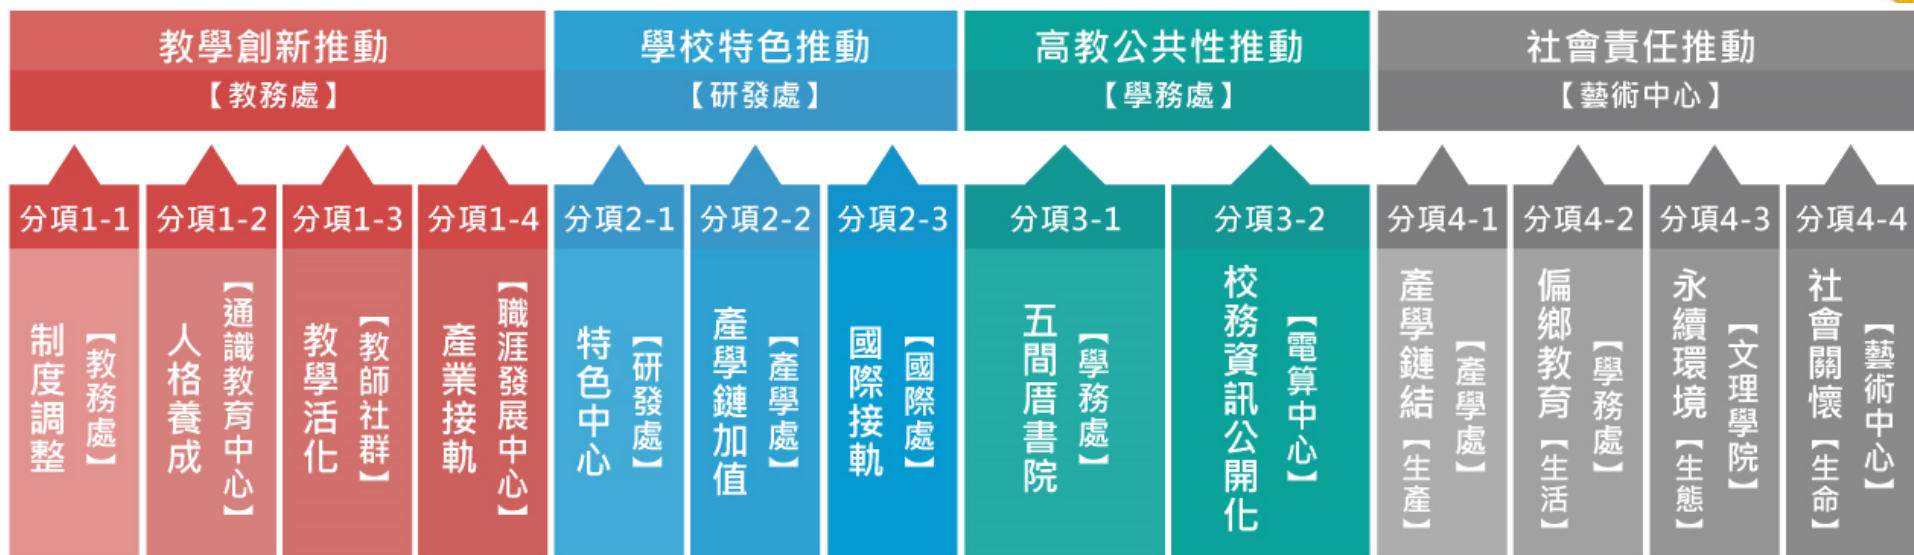 教學創新推動
【教務處】
學校特色推動
【研發處】
高教公共性推動
【學務處】
社會責任推動
【藝術中心】
分項1-1
制度調整
【教務處】
分項1-2
人格養成
【通識教育中心】
分項1-3
教學活化
【教師社群】
分項1-4
產業接軌
【職涯發展中心】
分項2-1
特色中心
【研發處】
分項2-2
產學鏈加值
【產學處】
分項2-3
國際接軌
【國際處】
分項3-1
五間厝書院
【學務處】
分項3-2
校務資訊公開化
【電算中心】
分項4-1
產學鏈結【生產】
【產學處】
分項4-2
偏鄉教育【生活】
【學務處】
分項4-3
永續環境【生態】
【文理學院】
分項4-4
社會關懷【生命】
【藝術中心】